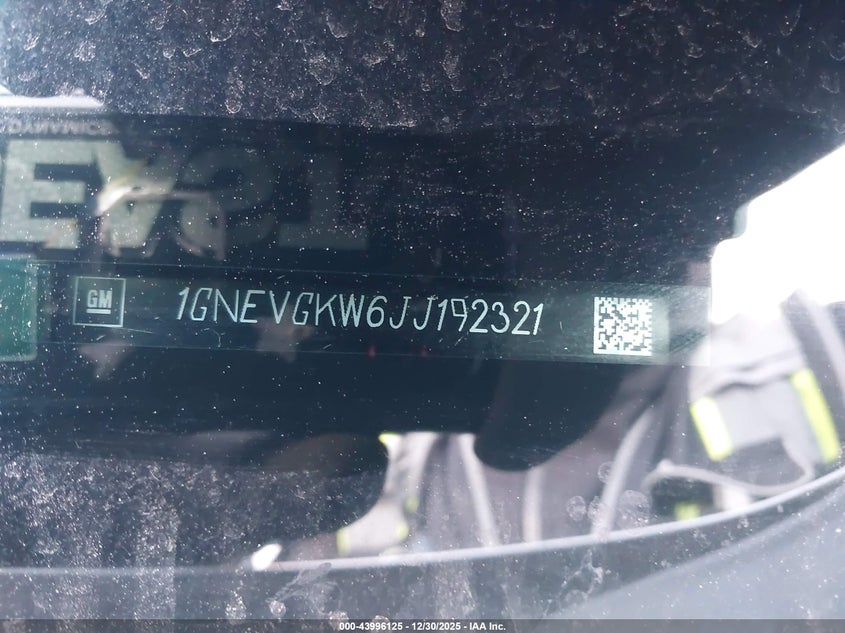 GM
1GNEVGKW6JJ192321
000-43996125 - 12/30/2025 - IAA Inc.